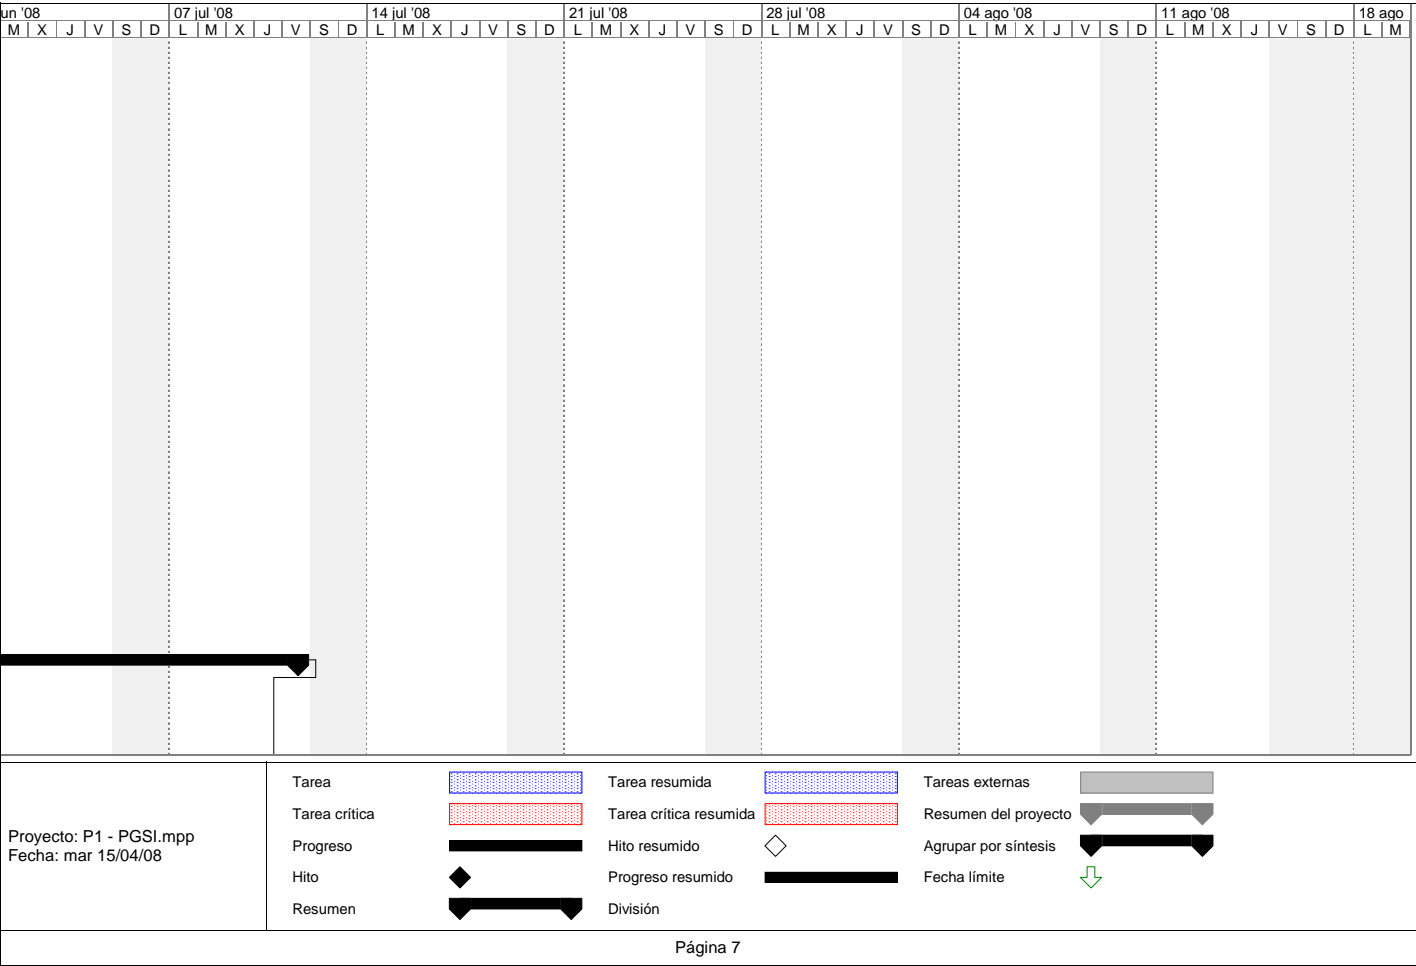 un '08 07 jul '08 14 jul '08 21 jul '08 28 jul '08 04 ago '08 11 ago '08 18 ago
M X J V S D L M X J V S D L M X J V S D L M X J V S D L M X J V S D L M X J V S D L M X J V S D L M
Tarea Tarea resumida Tareas externas
Tarea crítica Tarea crítica resumida Resumen del proyecto
Proyecto: P1 - PGSI.mpp
Fecha: mar 15/04/08
Progreso Hito resumido Agrupar por síntesis
Hito Progreso resumido Fecha límite
Resumen División
Página 7